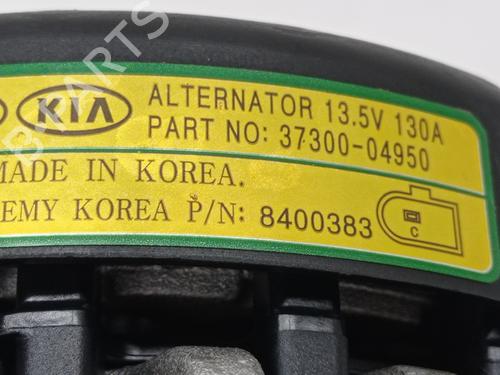 KIA ALTERNATOR 13.5V 130A
PART NO: 37300-04950
MADE IN KOREA.
EMY KOREA P/N: 8400383
C